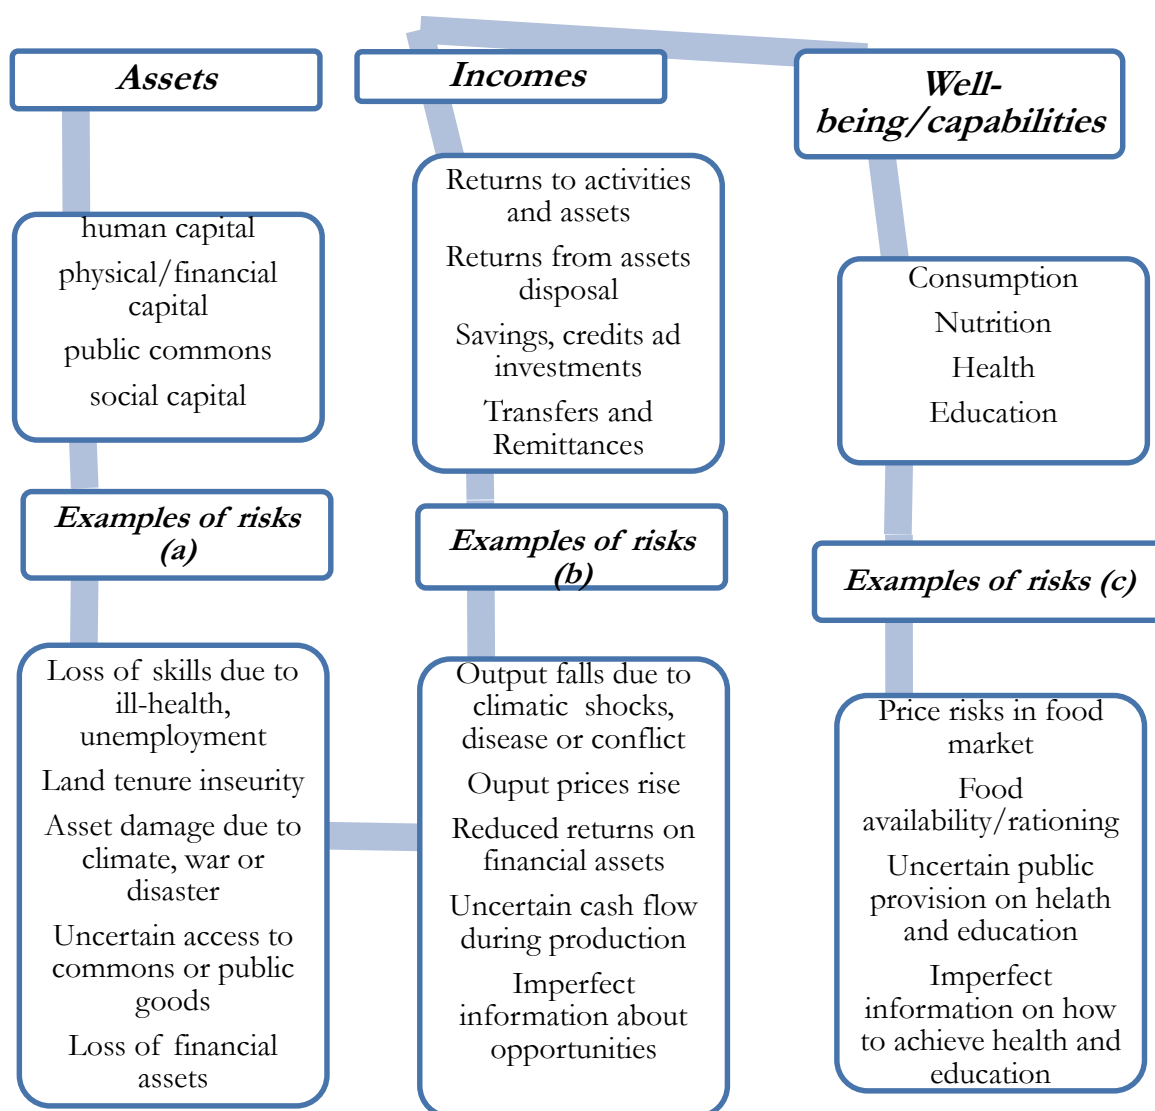 Assets
human capital
physical/financial
capital
public commons
social capital
Examples of risks
(a)
Loss of skills due to
ill-health,
unemployment
Land tenure inseurity
Asset damage due to
climate, war or
disaster
Uncertain access to
commons or public
goods
Loss of financial
assets
Incomes
Returns to activities
and assets
Returns from assets
disposal
Savings, credits ad
investments
Transfers and
Remittances
Examples of risks
(b)
Output falls due to
climatic shocks,
disease or conflict
Ouput prices rise
Reduced returns on
financial assets
Uncertain cash flow
during production
Imperfect
information about
opportunities
Well-
being/capabilities
Consumption
Nutrition
Health
Education
Examples of risks (c)
Price risks in food
market
Food
availability/rationing
Uncertain public
provision on helath
and education
Imperfect
information on how
to achieve health and
education